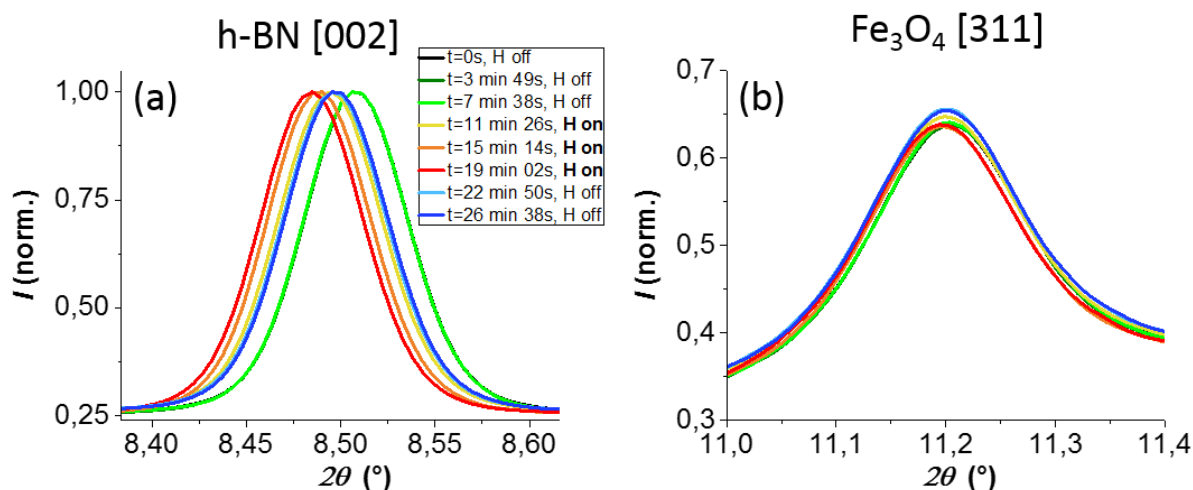 h-BN [002]
(a)
I (norm.)
1,00
0,75
0,50
0,25
8,40 8,45 8,50 8,55 8,60
2θ (°)
t=0s, H off
t=3 min 49s, H off
t=7 min 38s, H off
t=11 min 26s, H on
t=15 min 14s, H on
t=19 min 02s, H on
t=22 min 50s, H off
t=26 min 38s, H off
Fe₃O₄ [311]
(b)
I (norm.)
0,7
0,6
0,5
0,4
0,3
11,0 11,1 11,2 11,3 11,4
2θ (°)